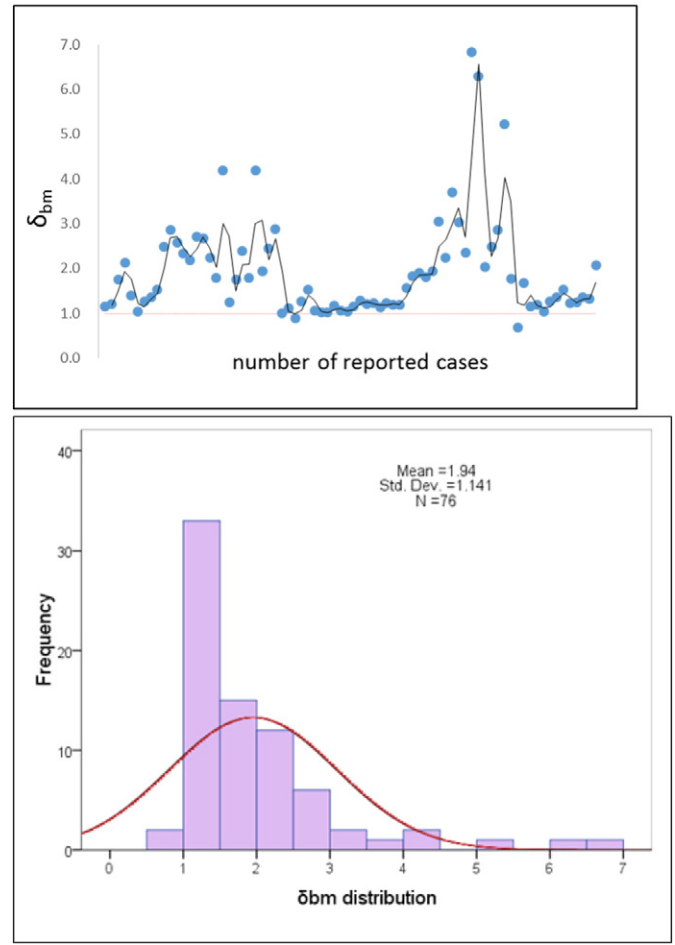 7.0
6.0
5.0
4.0
3.0
2.0
1.0
0.0
δbm
number of reported cases
Mean =1.94
Std. Dev. =1.141
N =76
40
30
20
10
0
Frequency
0 1 2 3 4 5 6 7
δbm distribution